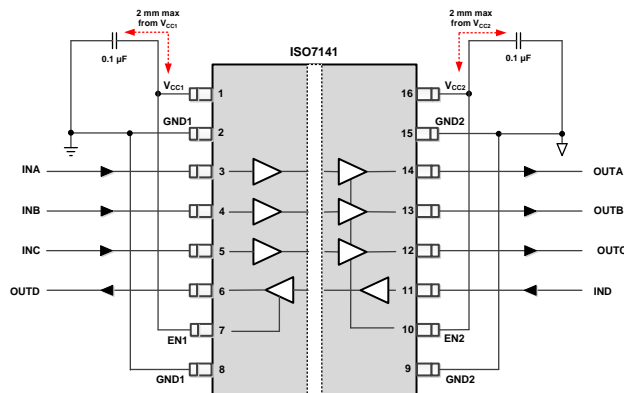 2 mm max
from VCC1
2 mm max
from VCC2
0.1 µF
ISO7141
0.1 µF
VCC1
1
16
VCC2
GND1
2
15
GND2
INA
3
14
OUTA
INB
4
13
OUTB
INC
5
12
OUTC
OUTD
6
11
IND
7
EN1
10
EN2
GND1
8
9
GND2